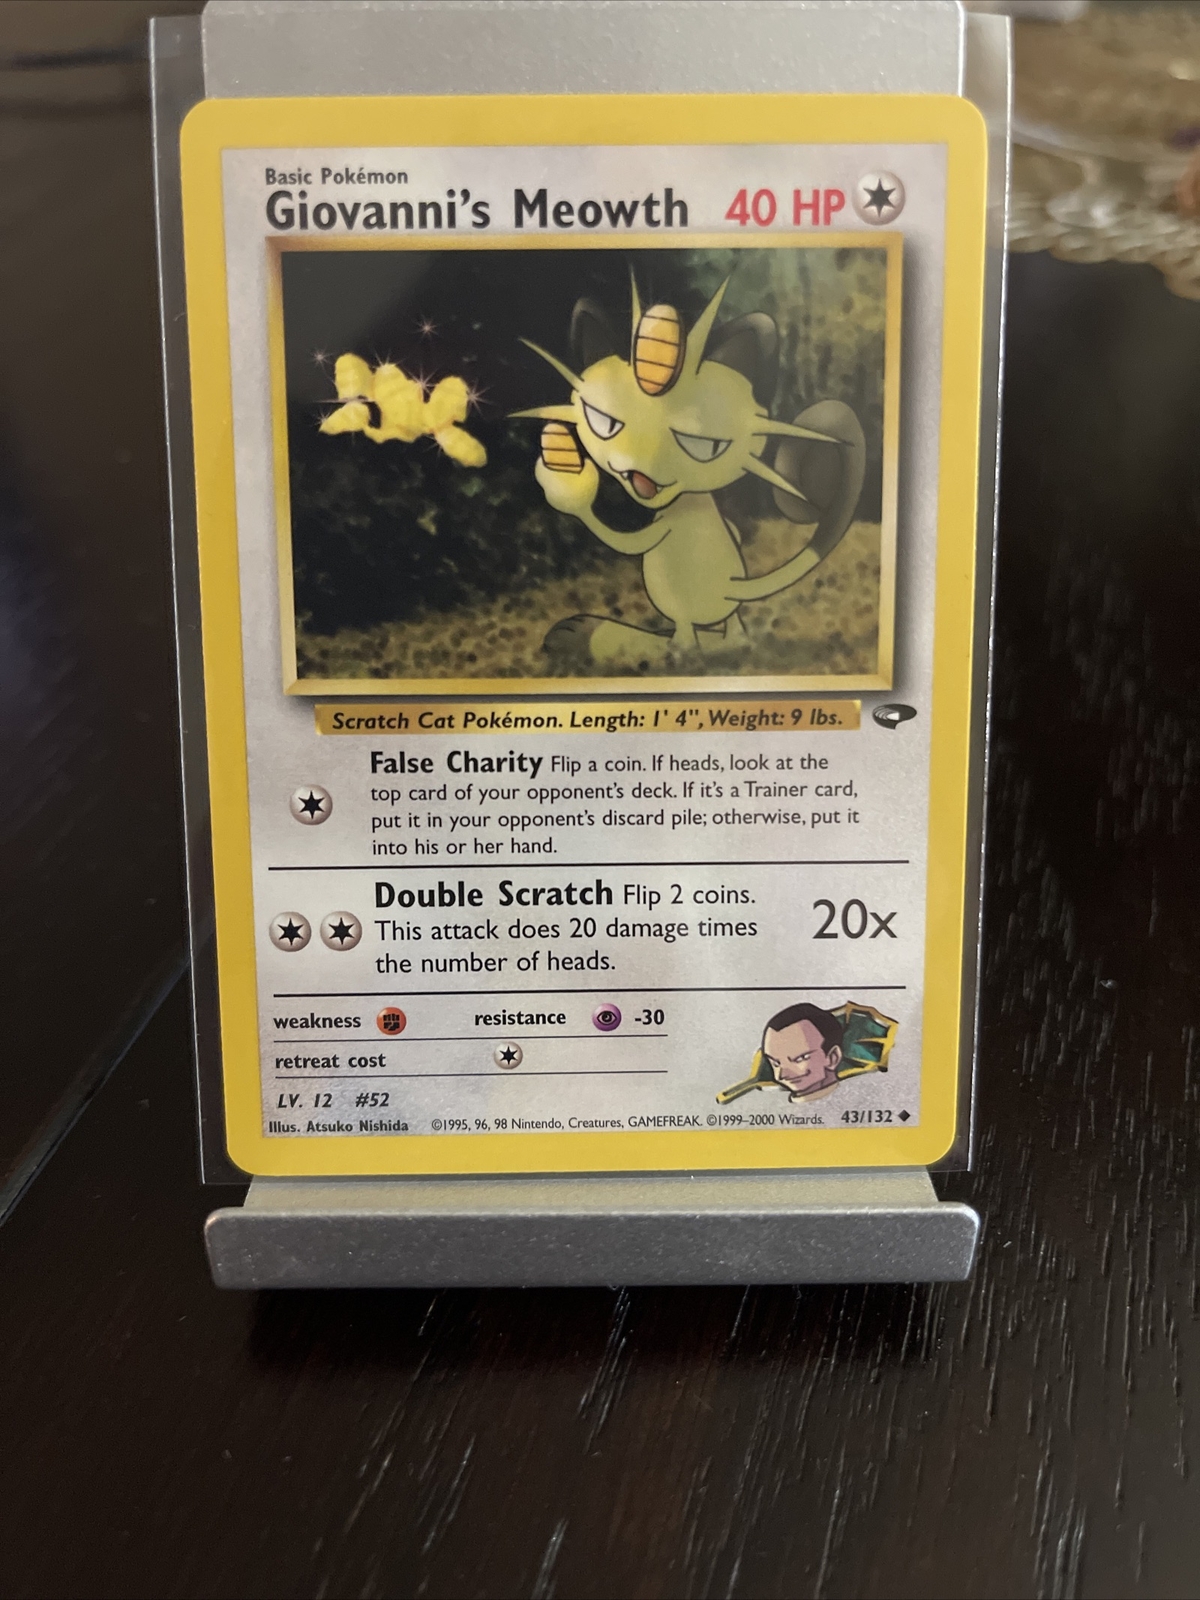 Basic Pokémon
Giovanni's Meowth 40 HP
Scratch Cat Pokémon. Length: 1' 4", Weight: 9 lbs.
False Charity Flip a coin. If heads, look at the
top card of your opponent's deck. If it's a Trainer card,
put it in your opponent's discard pile; otherwise, put it
into his or her hand.
Double Scratch Flip 2 coins.
This attack does 20 damage times
the number of heads.
20x
weakness resistance -30
retreat cost
LV. 12 #52
Illus. Atsuko Nishida ©1995, 96, 98 Nintendo, Creatures, GAMEFREAK. ©1999–2000 Wizards. 43/132